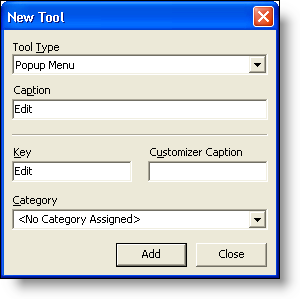 New Tool
Tool Type
Popup Menu
Caption
Edit
Key
Customizer Caption
Edit
Category
<No Category Assigned>
Add
Close